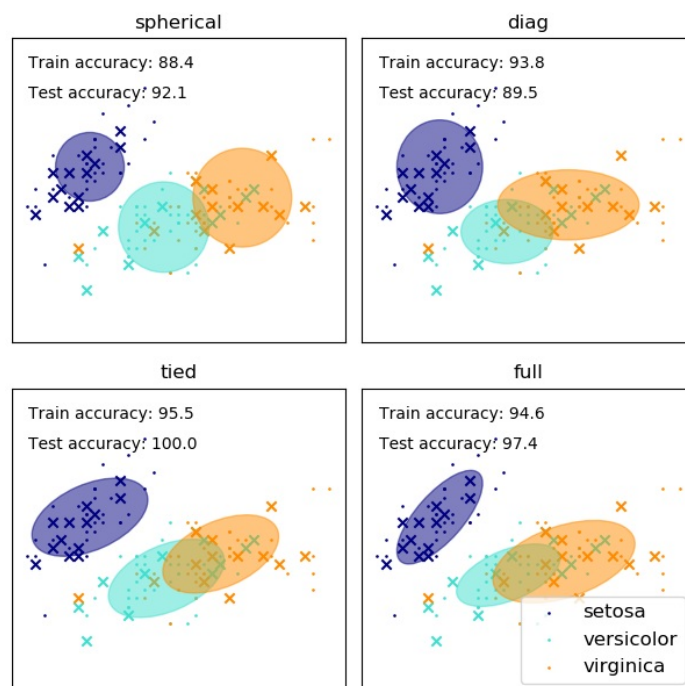 spherical
Train accuracy: 88.4
Test accuracy: 92.1
diag
Train accuracy: 93.8
Test accuracy: 89.5
tied
Train accuracy: 95.5
Test accuracy: 100.0
full
Train accuracy: 94.6
Test accuracy: 97.4
setosa
versicolor
virginica